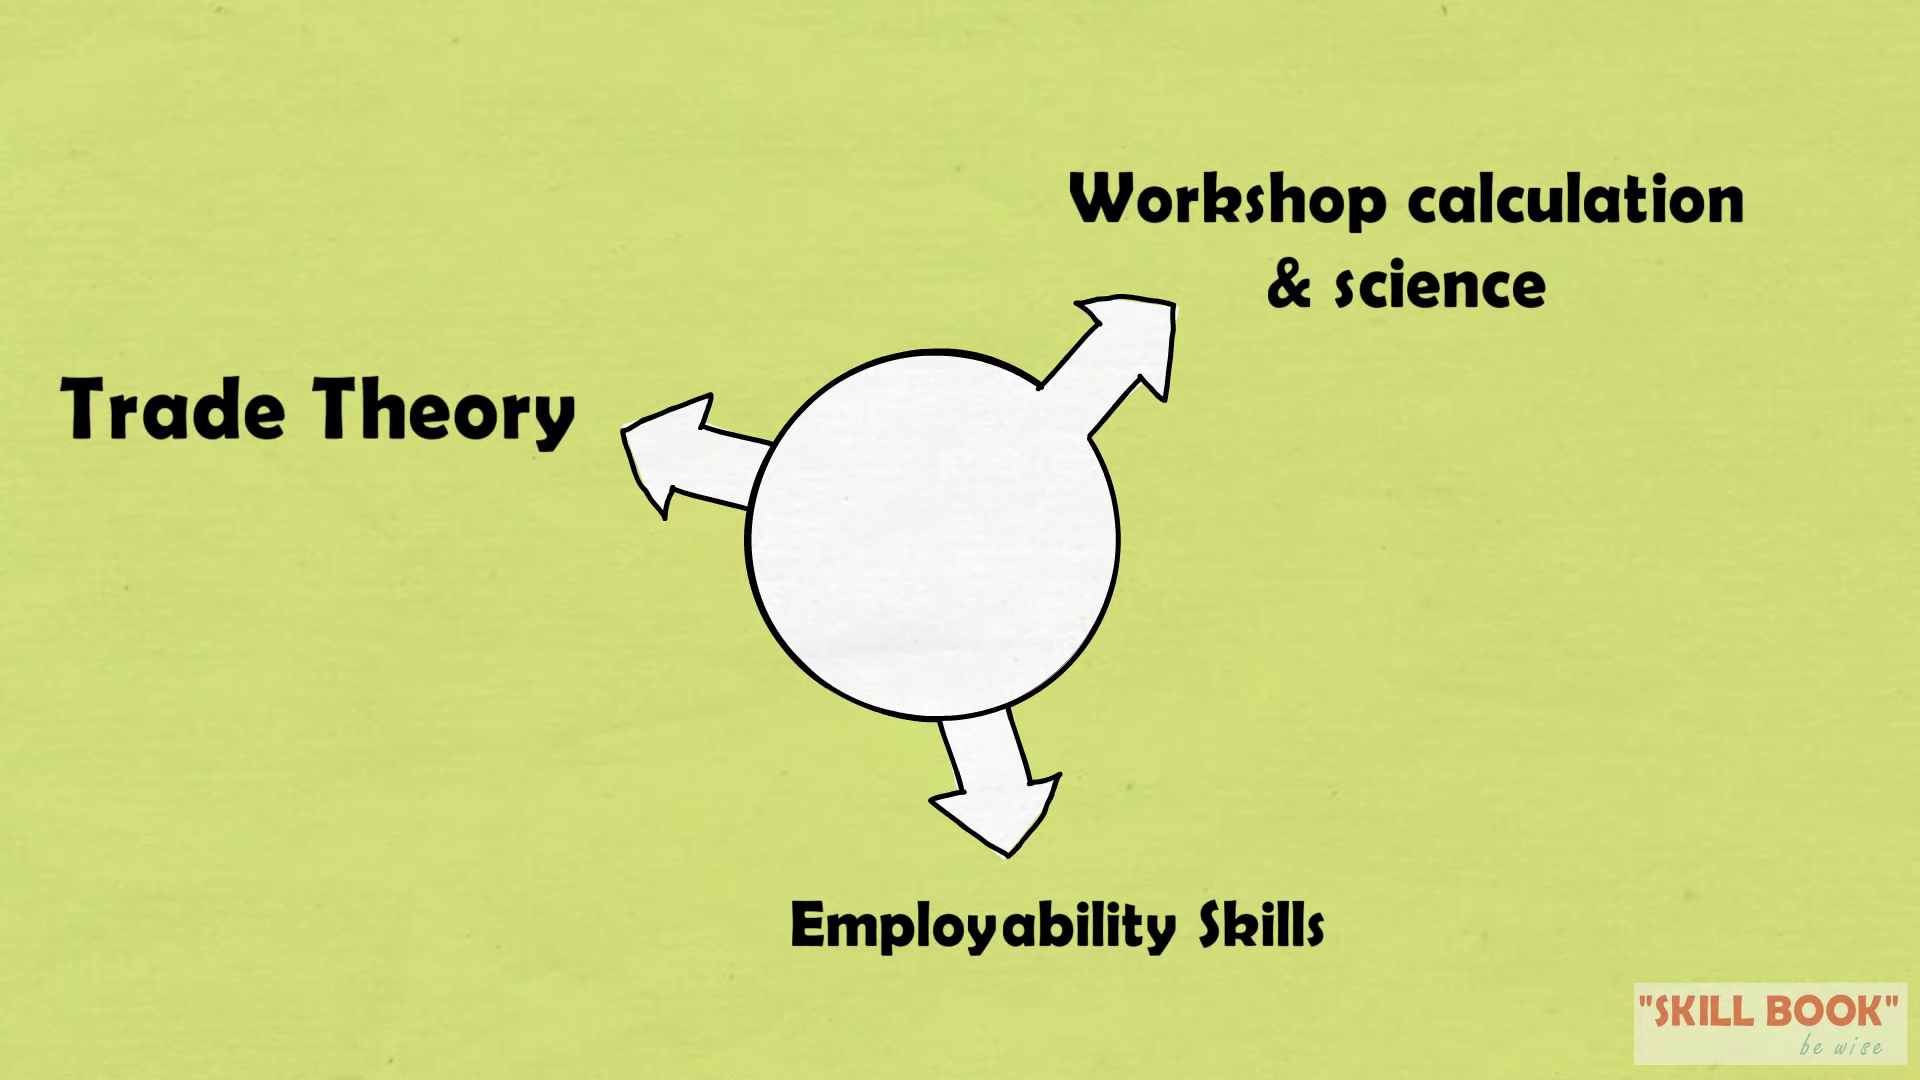 Workshop calculation
& science
Trade Theory
Employability Skills
"SKILL BOOK"
be wise